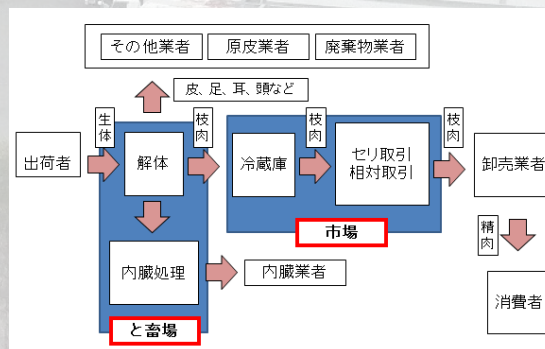 その他業者
原皮業者
廃棄物業者
皮、足、耳、頭など
生体
枝肉
枝肉
枝肉
出荷者
解体
冷蔵庫
セリ取引
相対取引
卸売業者
市場
精肉
内臓処理
内臓業者
消費者
と畜場